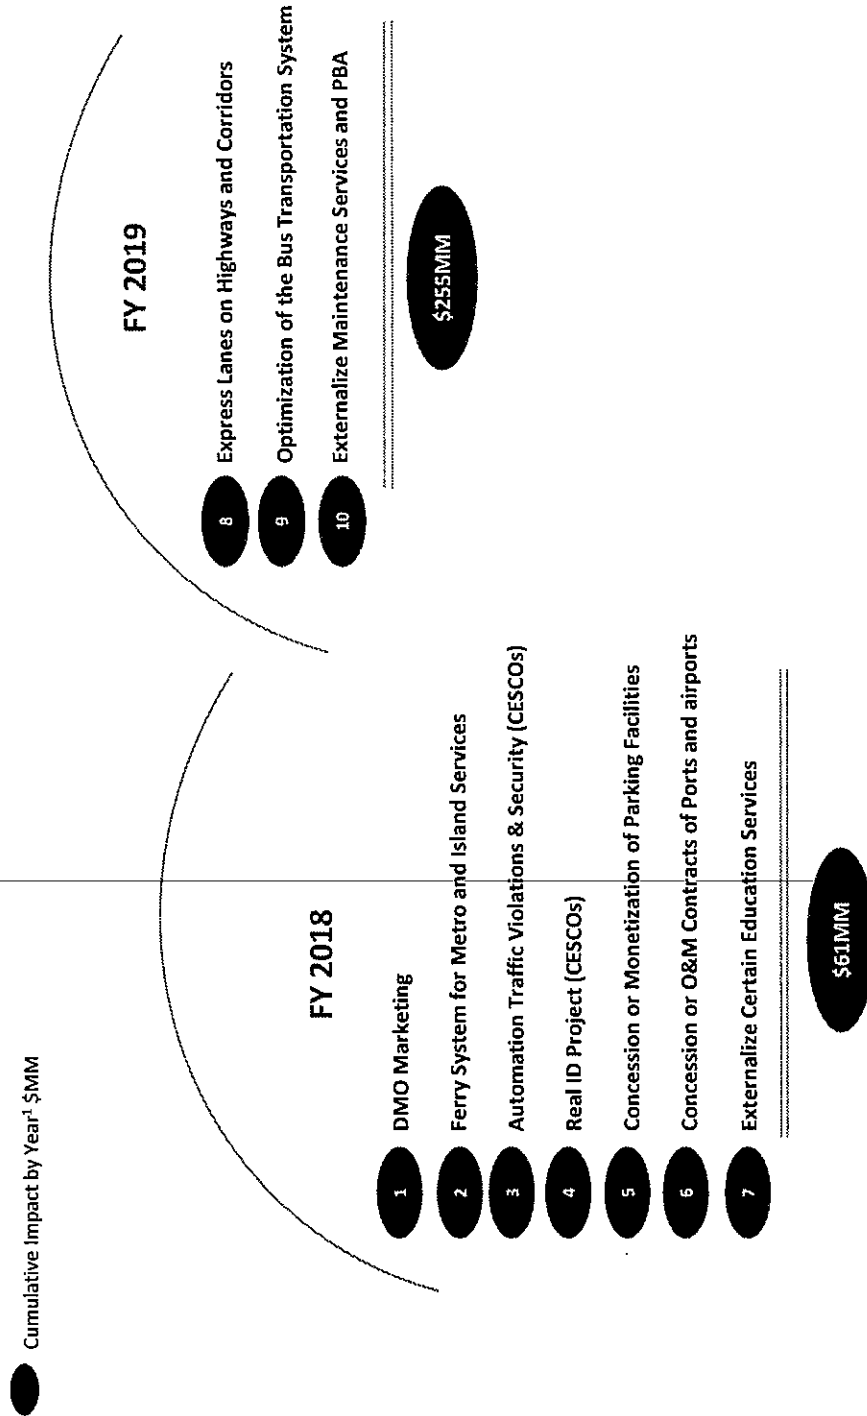 Cumulative Impact by Year¹ $MM
FY 2018
1 DMO Marketing
2 Ferry System for Metro and Island Services
3 Automation Traffic Violations & Security (CESCOs)
4 Real ID Project (CESCOs)
5 Concession or Monetization of Parking Facilities
6 Concession or O&M Contracts of Ports and airports
7 Externalize Certain Education Services
$61MM
FY 2019
8 Express Lanes on Highways and Corridors
9 Optimization of the Bus Transportation System
10 Externalize Maintenance Services and PBA
$255MM